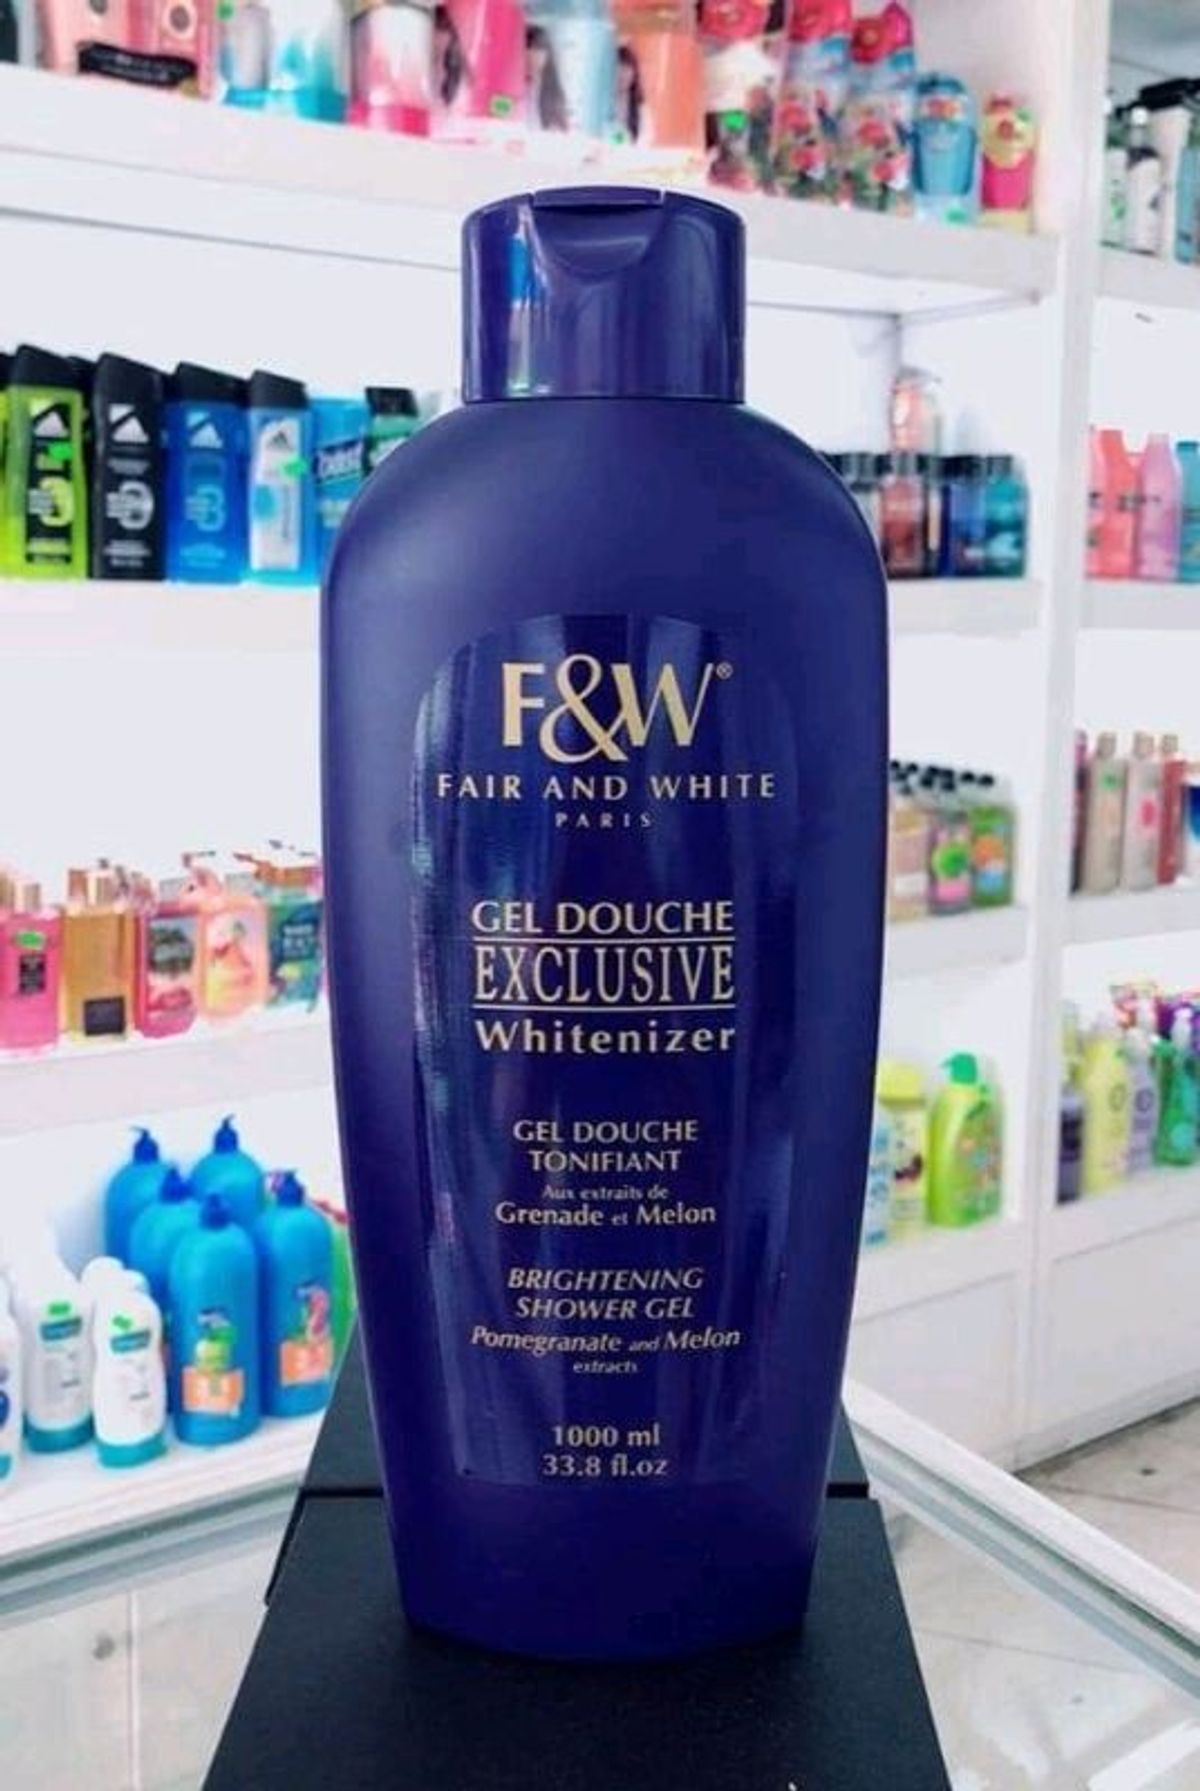 F&W®
FAIR AND WHITE
PARIS
GEL DOUCHE
EXCLUSIVE
Whitenizer
GEL DOUCHE
TONIFIANT
Aux extraits de
Grenade et Melon
BRIGHTENING
SHOWER GEL
Pomegranate and Melon
extracts
1000 ml
33.8 fl.oz